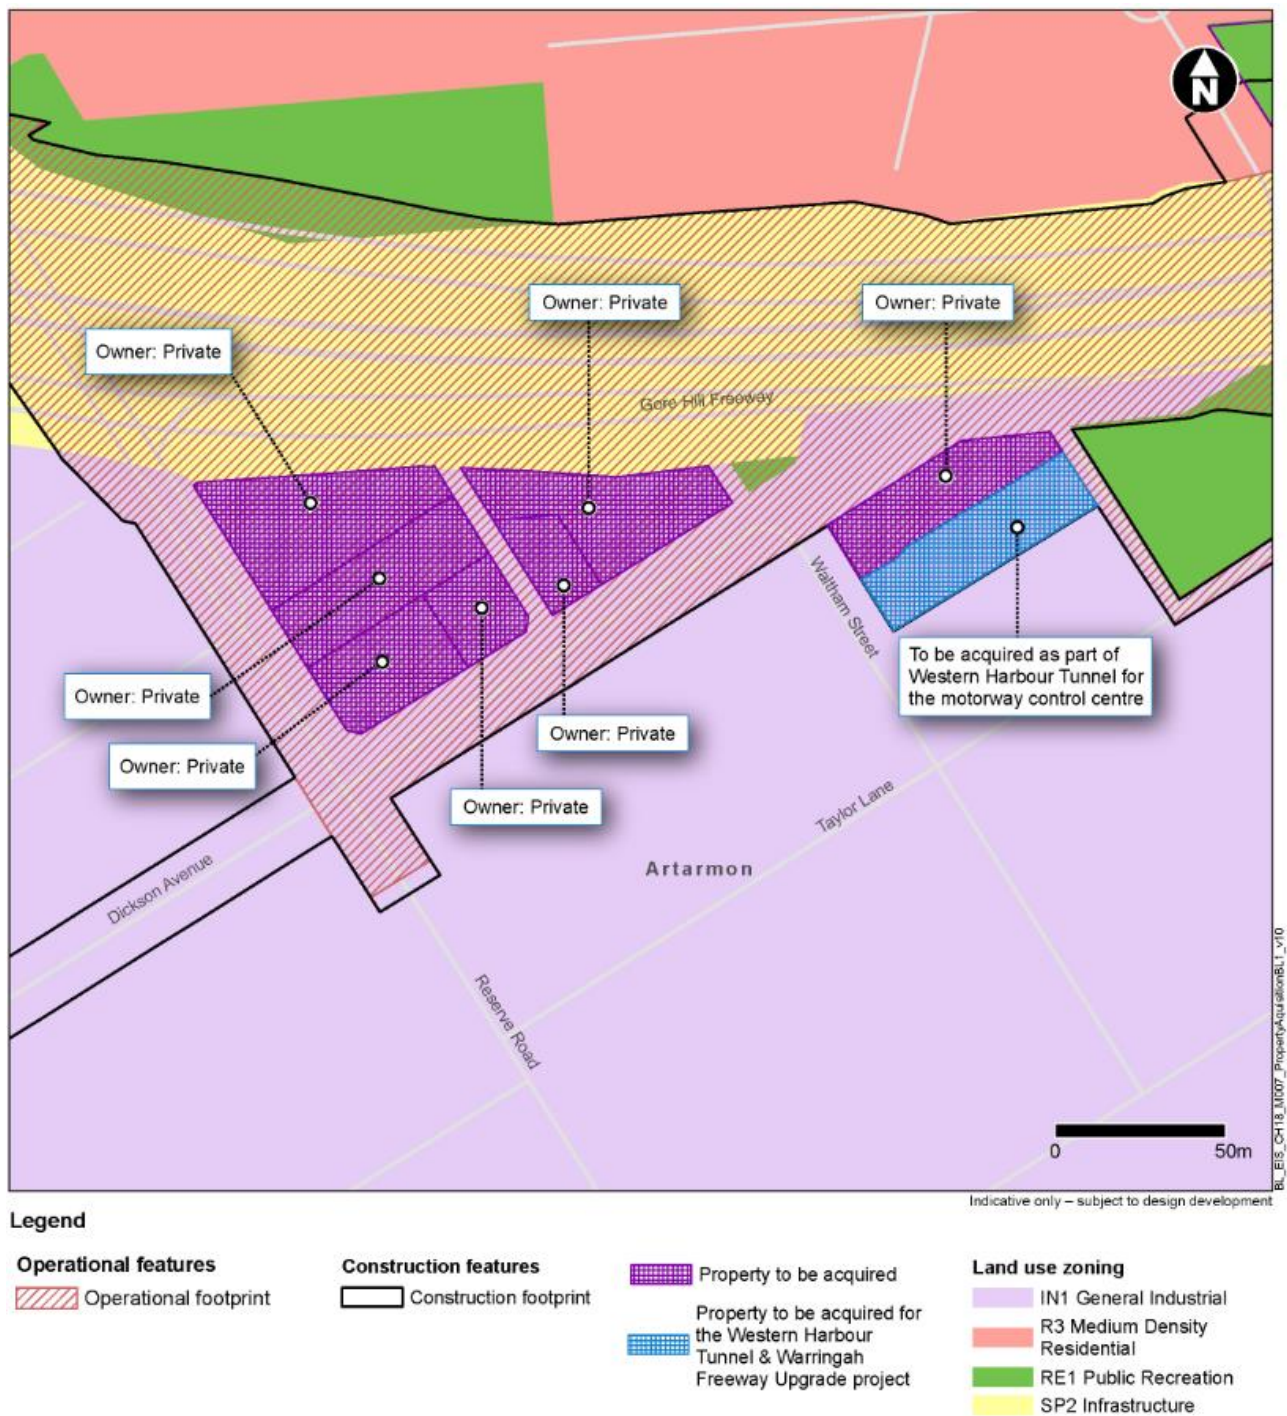 N
Owner: Private
Owner: Private
Owner: Private
Gore Hill Freeway
Waltham Street
To be acquired as part of
Western Harbour Tunnel for
the motorway control centre
Owner: Private
Owner: Private
Owner: Private
Owner: Private
Taylor Lane
Artarmon
Dickson Avenue
Reserve Road
0 50m
BL_EIS_CH18_M007_PropertyAquisitionBL1_v10
Indicative only – subject to design development
Legend
Operational features
Operational footprint
Construction features
Construction footprint
Property to be acquired
Property to be acquired for
the Western Harbour
Tunnel & Warringah
Freeway Upgrade project
Land use zoning
IN1 General Industrial
R3 Medium Density
Residential
RE1 Public Recreation
SP2 Infrastructure